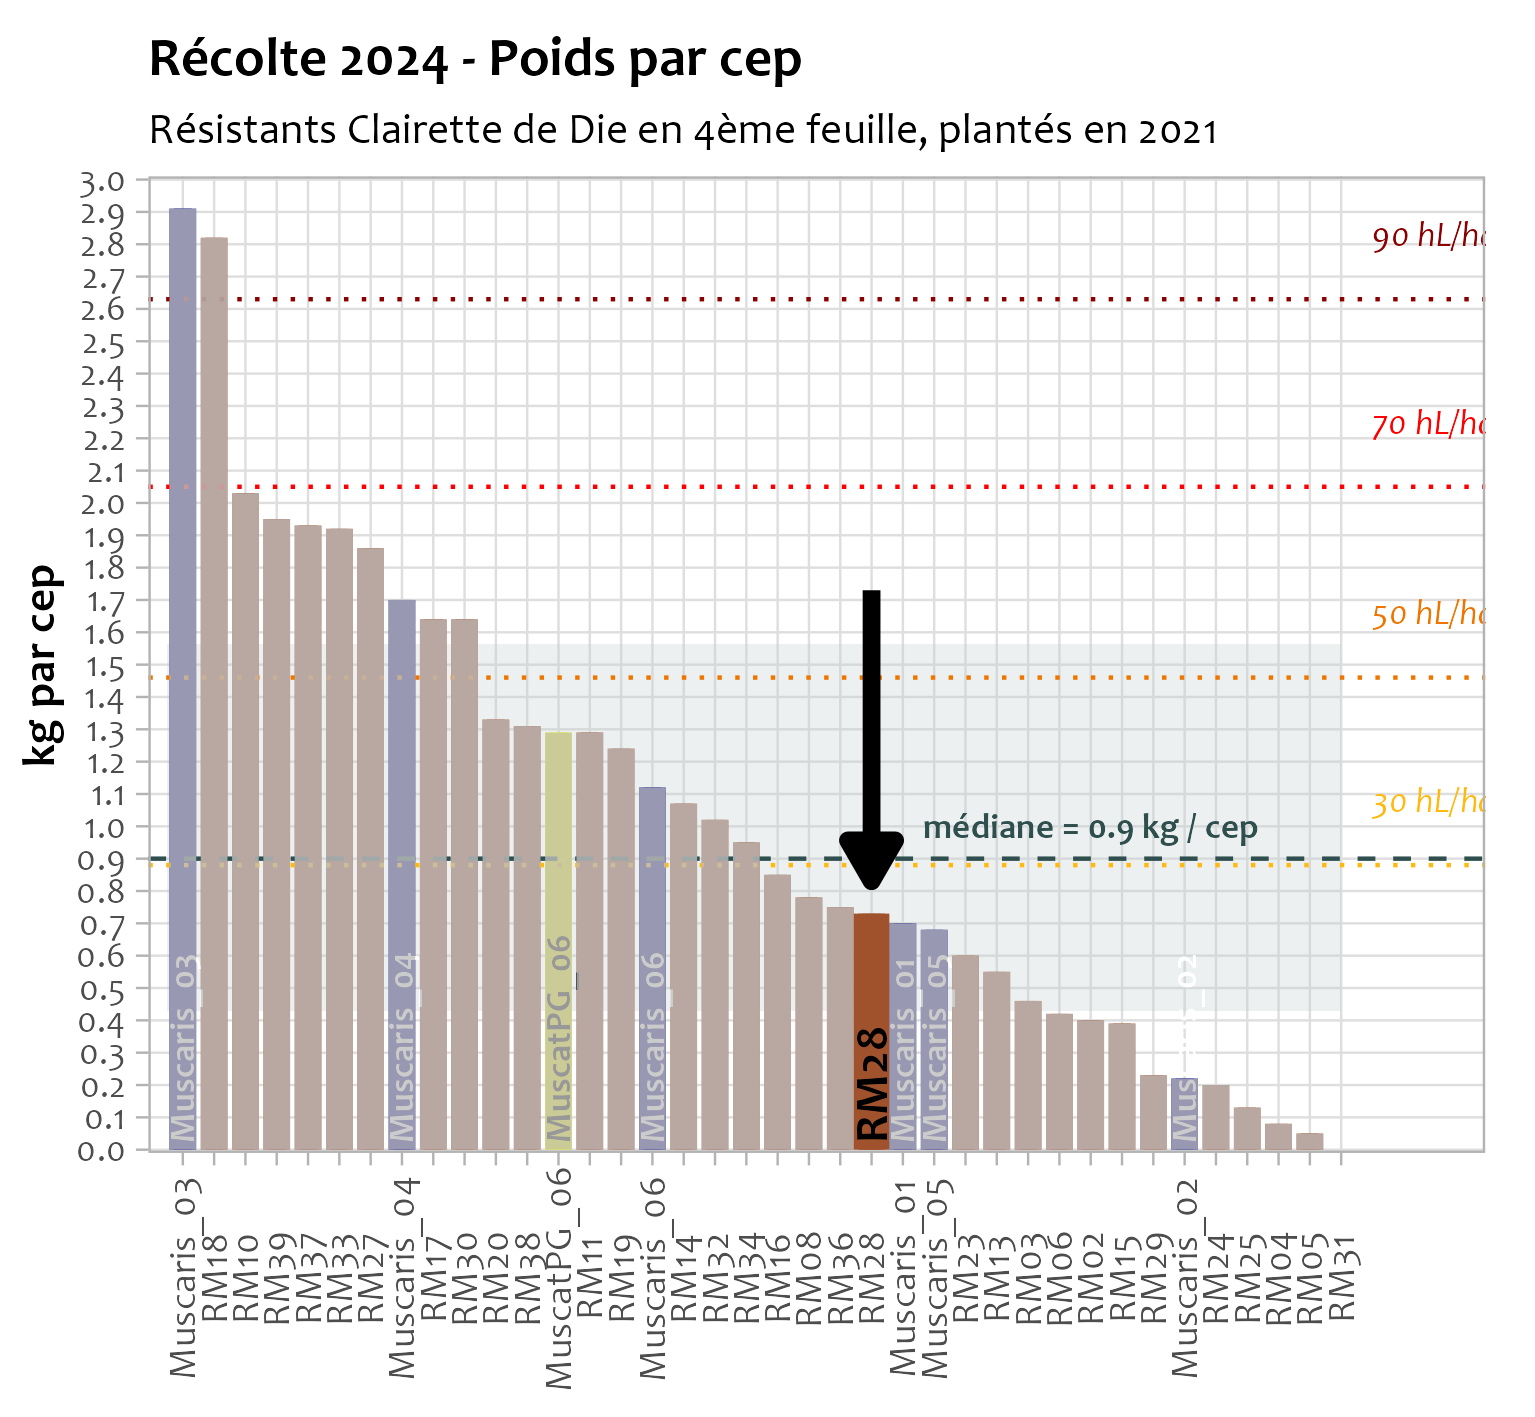 Récolte 2024 - Poids par cep
Résistants Clairette de Die en 4ème feuille, plantés en 2021
kg par cep
3.0
2.9
2.8
2.7
2.6
2.5
2.4
2.3
2.2
2.1
2.0
1.9
1.8
1.7
1.6
1.5
1.4
1.3
1.2
1.1
1.0
0.9
0.8
0.7
0.6
0.5
0.4
0.3
0.2
0.1
0.0
90 hL/ha
70 hL/ha
50 hL/ha
30 hL/ha
médiane = 0.9 kg / cep
Muscaris_03
Muscaris_04
MuscatPG_06
Muscaris_06
RM28
Muscaris_01
Muscaris_05
Muscaris_02
Muscaris_03
RM18
RM10
RM39
RM37
RM33
RM27
Muscaris_04
RM17
RM30
RM20
RM38
MuscatPG_06
RM11
RM19
Muscaris_06
RM14
RM32
RM34
RM16
RM08
RM36
RM28
Muscaris_01
Muscaris_05
RM23
RM13
RM03
RM06
RM02
RM15
RM29
Muscaris_02
RM24
RM25
RM04
RM05
RM31